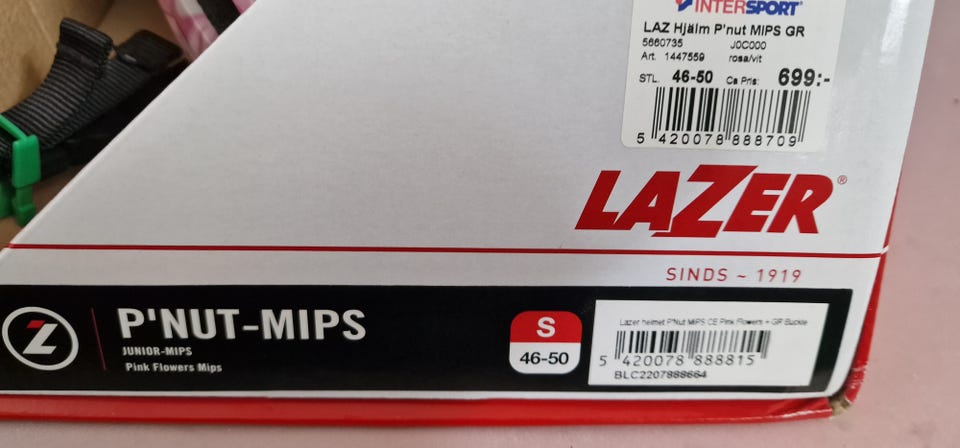 INTERSPORT
LAZ Hjälm P'nut MIPS GR
5660735 J0C000
Art. 1447559 rosa/vit
STL. 46-50 Ca Pris: 699:-
5 420078 888709
LAZER®
SINDS ~ 1919
P'NUT-MIPS
JUNIOR-MIPS
Pink Flowers Mips
S
46-50
Lazer helmet P'Nut MIPS CE Pink Flowers + GR Buckle
5 420078 888815
BLC2207888664